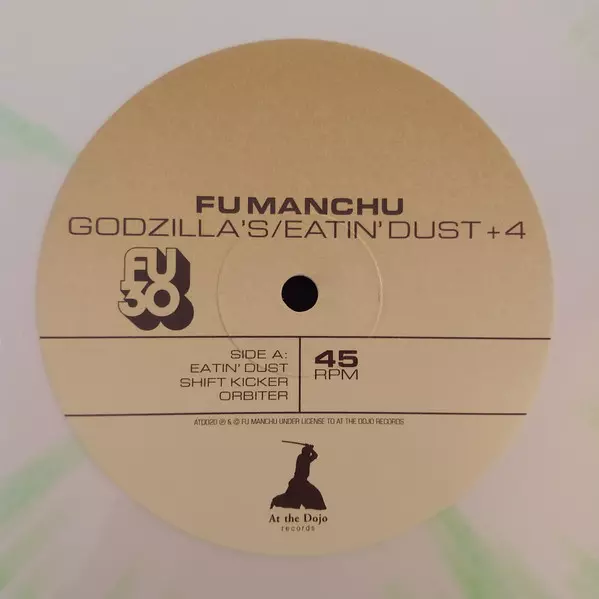 FU MANCHU
GODZILLA'S/EATIN' DUST +4
FU
30
SIDE A:
EATIN' DUST
SHIFT KICKER
ORBITER
45
RPM
ATD020 ℗ & © FU MANCHU UNDER LICENSE TO AT THE DOJO RECORDS
At the Dojo
records